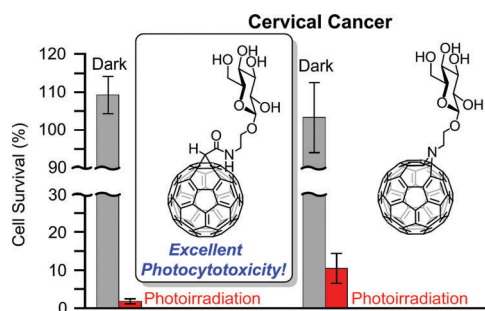 Cervical Cancer
130
Dark
Dark
120
110
100
90
30
20
10
0
Cell Survival (%)
OH
HO
OH
O
OH
O
O
H
N
H
Excellent
Photocytotoxicity!
Photoirradiation
OH
HO
OH
O
OH
O
N
Photoirradiation